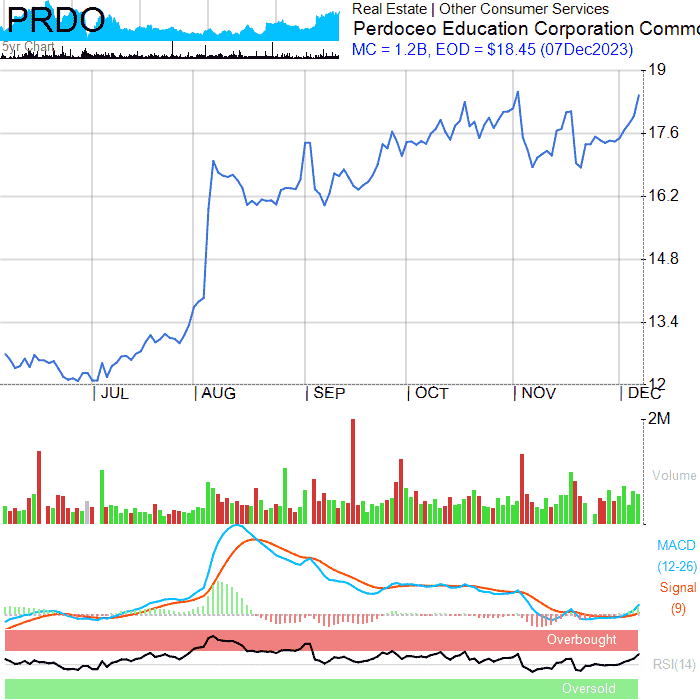 PRDO
Real Estate | Other Consumer Services
Perdoceo Education Corporation Commo
5yr Chart
MC = 1.2B, EOD = $18.45 (07Dec2023)
19
17.6
16.2
14.8
13.4
12
JUL
AUG
SEP
OCT
NOV
DEC
2M
Volume
MACD
(12-26)
Signal
(9)
Overbought
RSI(14)
Oversold